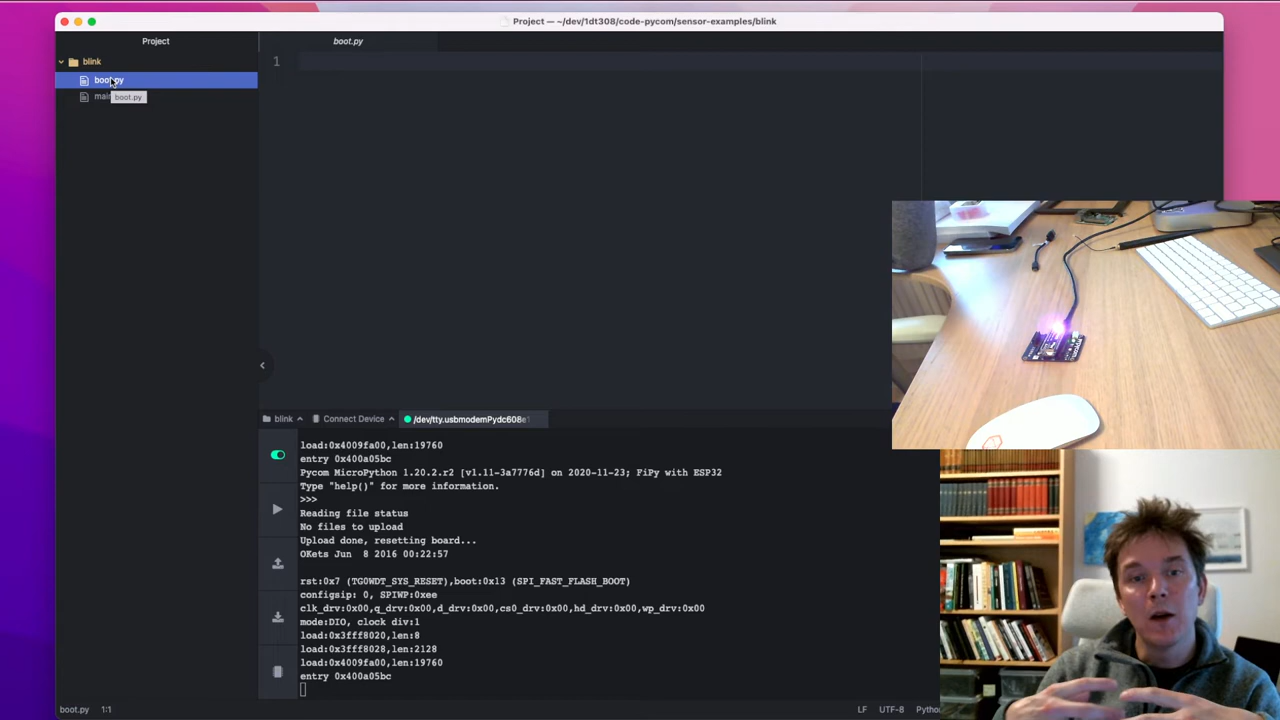 Project — ~/dev/1dt308/code-pycom/sensor-examples/blink
Project
boot.py
blink
boot.py
boot.py
1
blink
Connect Device
/dev/tty.usbmodemPydc608e1
load:0x4009fa00,len:19760
entry 0x400a05bc
Pycom MicroPython 1.20.2.r2 [v1.11-3a7776d] on 2020-11-23; FiPy with ESP32
Type "help()" for more information.
>>>
Reading file status
No files to upload
Upload done, resetting board...
OKets Jun  8 2016 00:22:57
rst:0x7 (TG0WDT_SYS_RESET),boot:0x13 (SPI_FAST_FLASH_BOOT)
configsip: 0, SPIWP:0xee
clk_drv:0x00,q_drv:0x00,d_drv:0x00,cs0_drv:0x00,hd_drv:0x00,wp_drv:0x00
mode:DIO, clock div:1
load:0x3fff8020,len:8
load:0x3fff8028,len:2128
load:0x4009fa00,len:19760
entry 0x400a05bc
boot.py 1:1 LF UTF-8